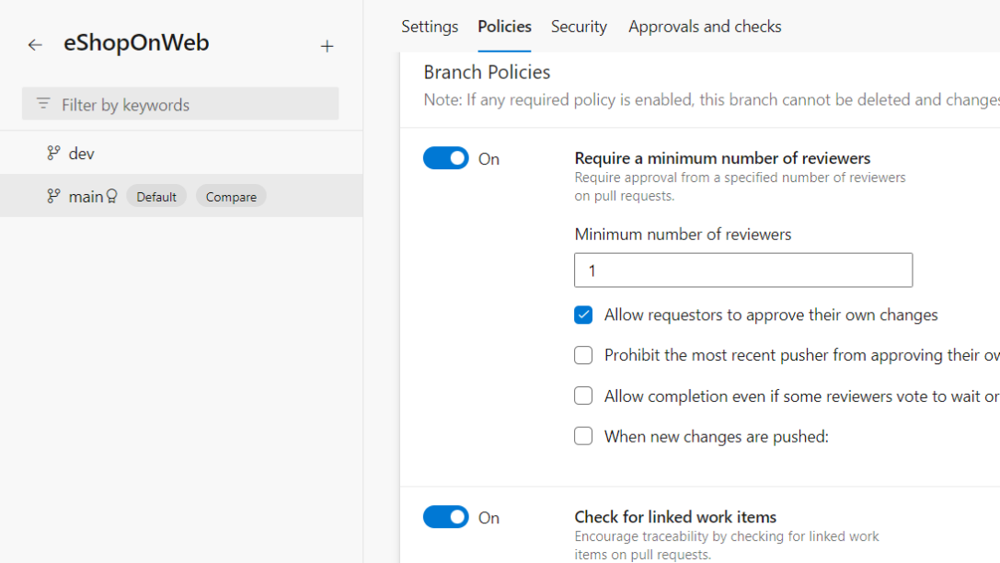 eShopOnWeb
Filter by keywords
dev
main Default Compare
Settings Policies Security Approvals and checks
Branch Policies
Note: If any required policy is enabled, this branch cannot be deleted and changes
On
Require a minimum number of reviewers
Require approval from a specified number of reviewers
on pull requests.
Minimum number of reviewers
1
Allow requestors to approve their own changes
Prohibit the most recent pusher from approving their
Allow completion even if some reviewers vote to wait or
When new changes are pushed:
On
Check for linked work items
Encourage traceability by checking for linked work
items on pull requests.